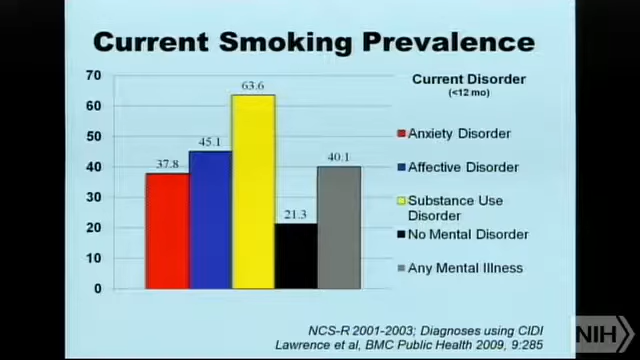 Current Smoking Prevalence
70
60
50
40
30
20
10
0
37.8
45.1
63.6
21.3
40.1
Current Disorder
(<12 mo)
Anxiety Disorder
Affective Disorder
Substance Use
Disorder
No Mental Disorder
Any Mental Illness
NCS-R 2001-2003; Diagnoses using CIDI
Lawrence et al, BMC Public Health 2009, 9:285
NIH